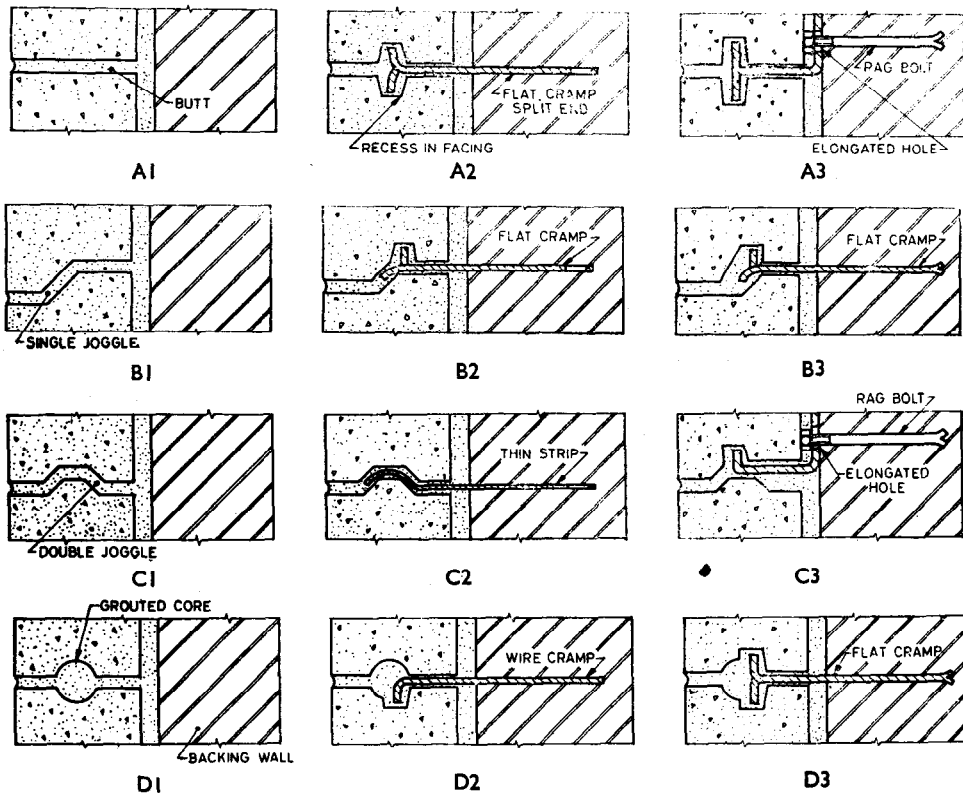 BUTT
A1
FLAT CRAMP
SPLIT END
RECESS IN FACING
A2
RAG BOLT
ELONGATED HOLE
A3
SINGLE JOGGLE
B1
FLAT CRAMP
B2
FLAT CRAMP
B3
DOUBLE JOGGLE
C1
THIN STRIP
C2
RAG BOLT
ELONGATED
HOLE
C3
GROUTED CORE
BACKING WALL
D1
WIRE CRAMP
D2
FLAT CRAMP
D3